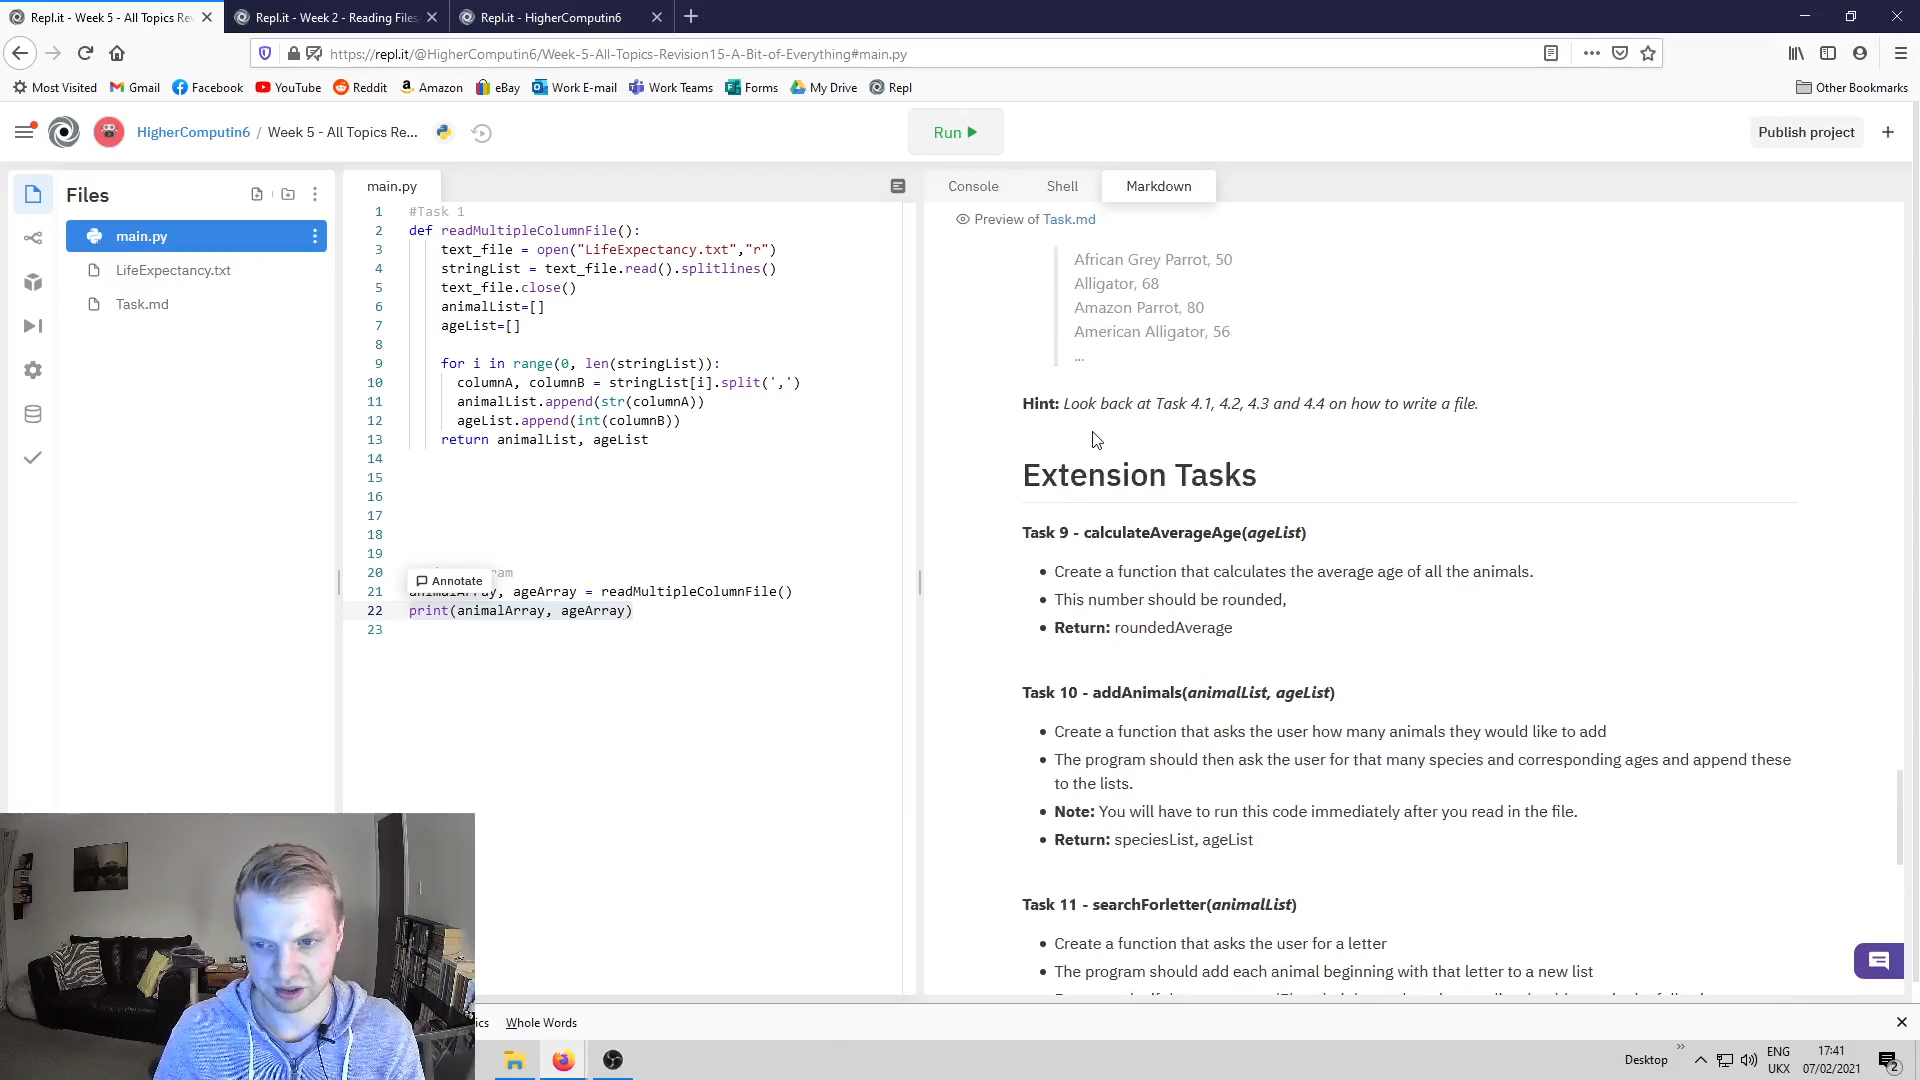 Repl.it - Week 5 - All Topics Re
Repl.it - Week 2 - Reading Files
Repl.it - HigherComputin6
https://repl.it/@HigherComputin6/Week-5-All-Topics-Revision15-A-Bit-of-Everything#main.py
Most Visited
Gmail
Facebook
YouTube
Reddit
Amazon
eBay
Work E-mail
Work Teams
Forms
My Drive
Repl
Other Bookmarks
HigherComputin6 / Week 5 - All Topics Re...
Run
Publish project
Files
main.py
LifeExpectancy.txt
Task.md
main.py
1 #Task 1
2 def readMultipleColumnFile():
3 text_file = open("LifeExpectancy.txt","r")
4 stringList = text_file.read().splitlines()
5 text_file.close()
6 animalList=[]
7 ageList=[]
8
9 for i in range(0, len(stringList)):
10 columnA, columnB = stringList[i].split(',')
11 animalList.append(str(columnA))
12 ageList.append(int(columnB))
13 return animalList, ageList
14
15
16
17
18
19
20
Annotate
21 animalArray, ageArray = readMultipleColumnFile()
22 print(animalArray, ageArray)
23
Console
Shell
Markdown
Preview of Task.md
African Grey Parrot, 50
Alligator, 68
Amazon Parrot, 80
American Alligator, 56
...
Hint: Look back at Task 4.1, 4.2, 4.3 and 4.4 on how to write a file.
Extension Tasks
Task 9 - calculateAverageAge(ageList)
• Create a function that calculates the average age of all the animals.
• This number should be rounded,
• Return: roundedAverage
Task 10 - addAnimals(animalList, ageList)
• Create a function that asks the user how many animals they would like to add
• The program should then ask the user for that many species and corresponding ages and append these
to the lists.
• Note: You will have to run this code immediately after you read in the file.
• Return: speciesList, ageList
Task 11 - searchForletter(animalList)
• Create a function that asks the user for a letter
• The program should add each animal beginning with that letter to a new list
ics
Whole Words
Desktop
ENG
UKX
17:41
07/02/2021
2